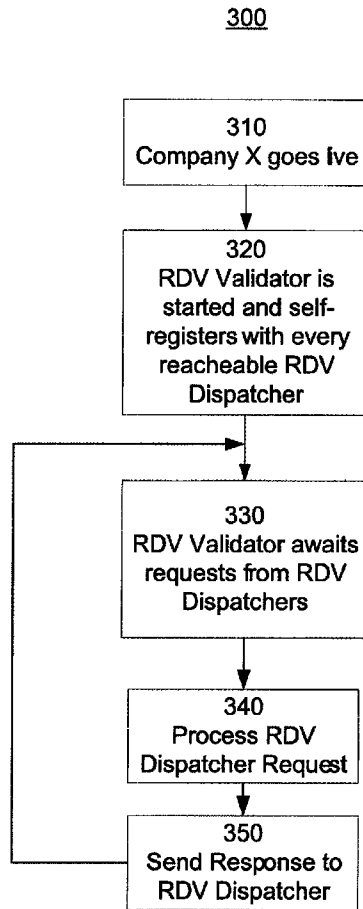 300
310
Company X goes live
320
RDV Validator is
started and self-
registers with every
reacheable RDV
Dispatcher
330
RDV Validator awaits
requests from RDV
Dispatchers
340
Process RDV
Dispatcher Request
350
Send Response to
RDV Dispatcher